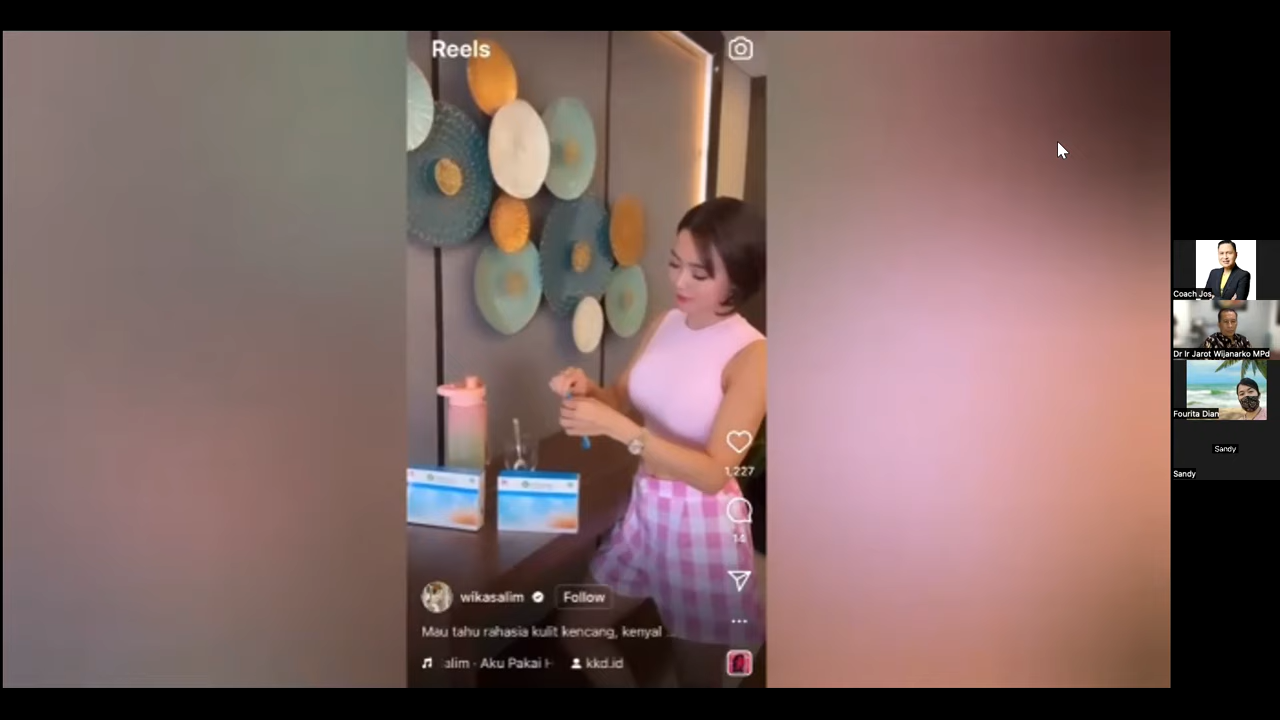 Reels
1,227
14
wikasalim
Follow
Mau tahu rahasia kulit kencang, kenyal ...
alim · Aku Pakai H
kkd.id
Coach Jos
Dr Ir Jarot Wijanarko MPd
Fourita Dian
Sandy
Sandy